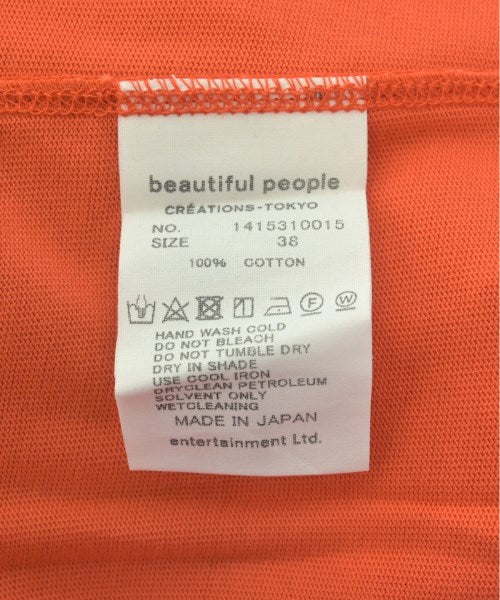 beautiful people
CRÉATIONS-TOKYO
NO. 1415310015
SIZE 38
100% COTTON
F W
HAND WASH COLD
DO NOT BLEACH
DO NOT TUMBLE DRY
DRY IN SHADE
USE COOL IRON
DRYCLEAN PETROLEUM
SOLVENT ONLY
WETCLEANING
MADE IN JAPAN
entertainment Ltd.